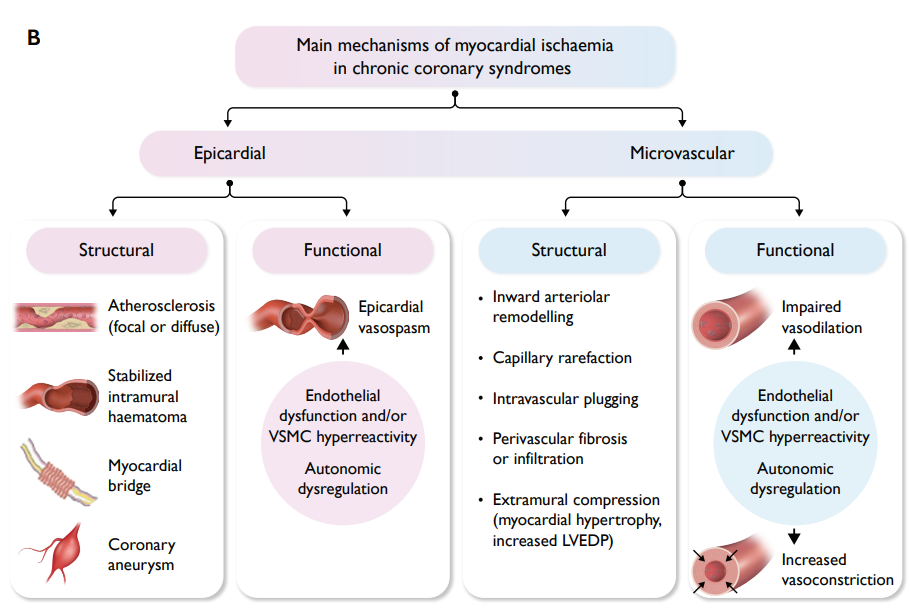 B
Main mechanisms of myocardial ischaemia
in chronic coronary syndromes
Epicardial
Microvascular
Structural
Atherosclerosis
(focal or diffuse)
Stabilized
intramural
haematoma
Myocardial
bridge
Coronary
aneurysm
Functional
Epicardial
vasospasm
Endothelial
dysfunction and/or
VSMC hyperreactivity
Autonomic
dysregulation
Structural
• Inward arteriolar
remodelling
• Capillary rarefaction
• Intravascular plugging
• Perivascular fibrosis
or infiltration
• Extramural compression
(myocardial hypertrophy,
increased LVEDP)
Functional
Impaired
vasodilation
Endothelial
dysfunction and/or
VSMC hyperreactivity
Autonomic
dysregulation
Increased
vasoconstriction